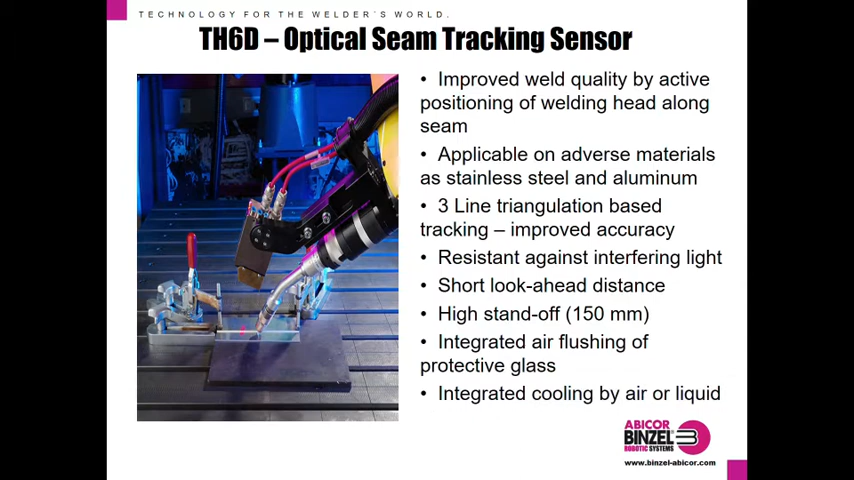 TECHNOLOGY FOR THE WELDER`S WORLD.
TH6D – Optical Seam Tracking Sensor
• Improved weld quality by active
positioning of welding head along
seam
• Applicable on adverse materials
as stainless steel and aluminum
• 3 Line triangulation based
tracking – improved accuracy
• Resistant against interfering light
• Short look-ahead distance
• High stand-off (150 mm)
• Integrated air flushing of
protective glass
• Integrated cooling by air or liquid
ABICOR
BINZEL
ROBOTIC SYSTEMS
www.binzel-abicor.com